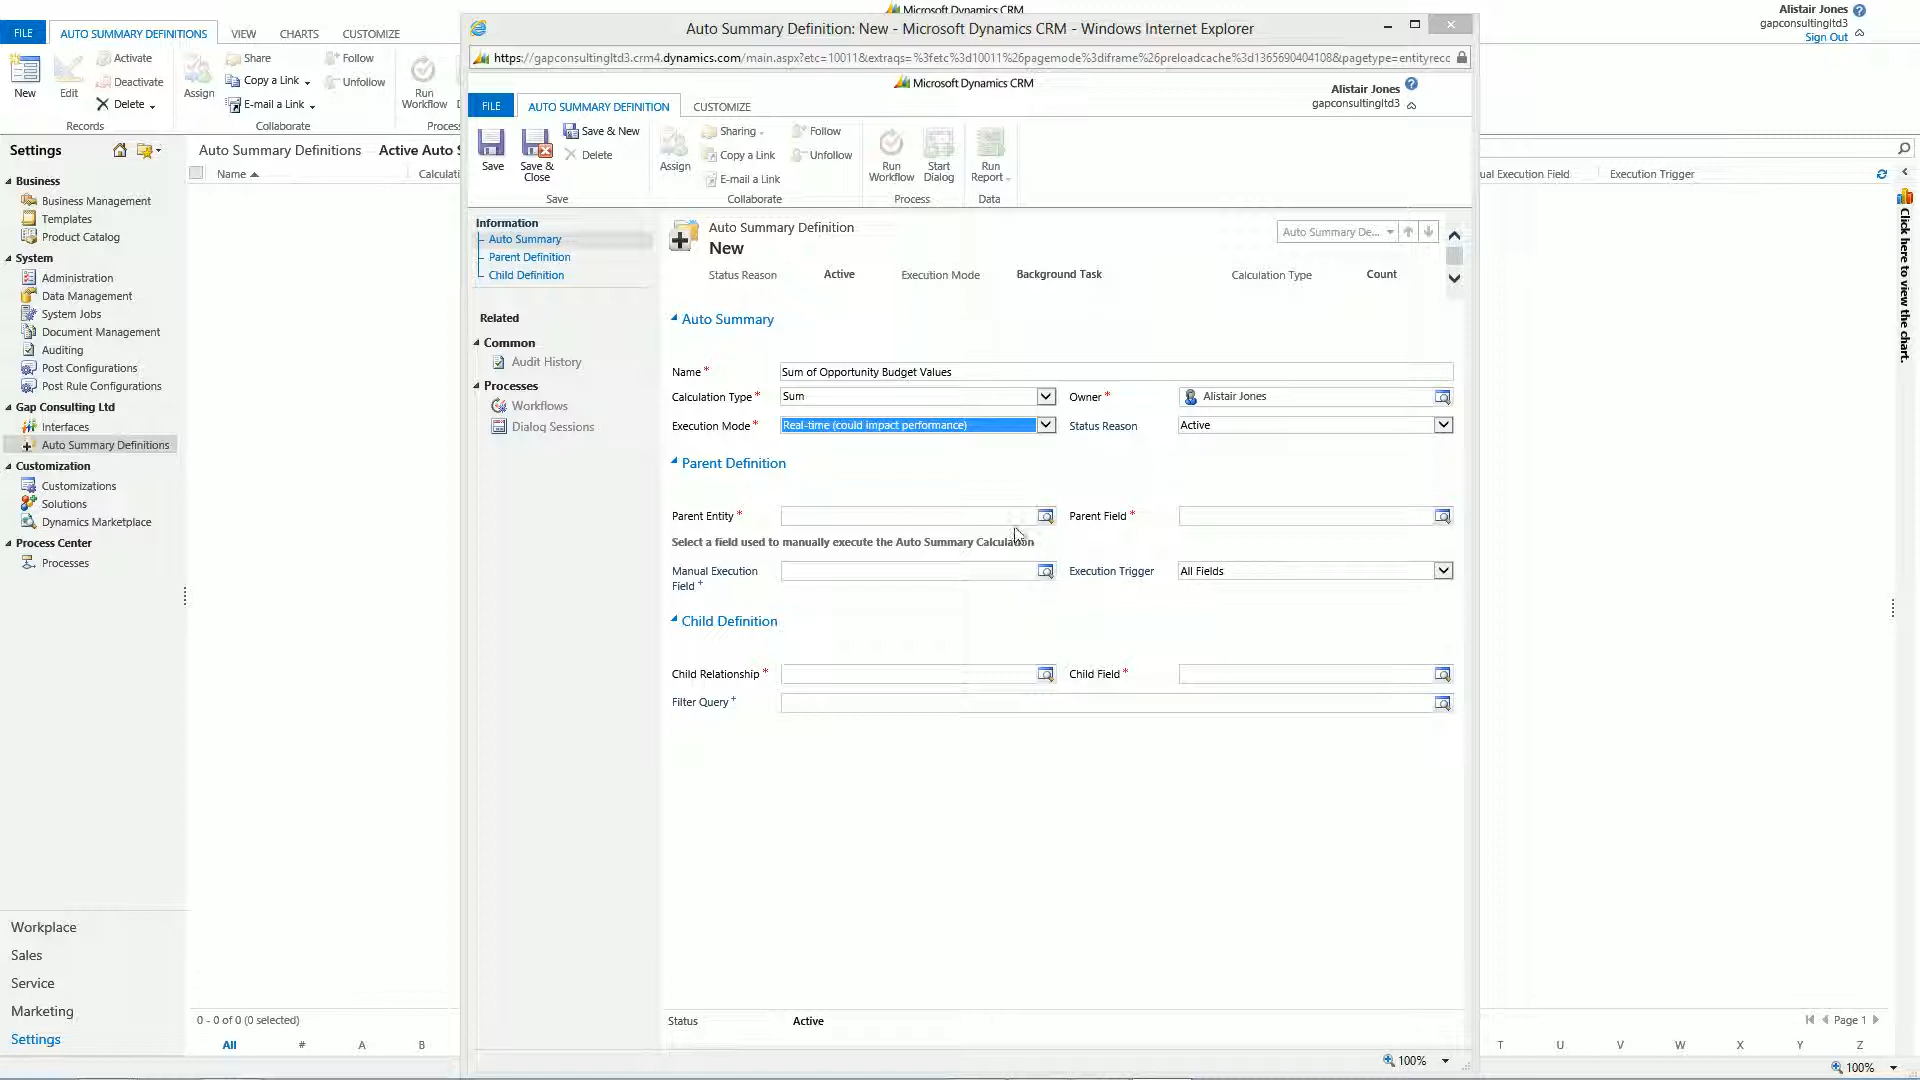 Microsoft Dynamics CRM
Alistair Jones
gapconsultingltd3
Sign Out
FILE
AUTO SUMMARY DEFINITIONS
VIEW
CHARTS
CUSTOMIZE
New
Edit
Activate
Deactivate
Delete
Records
Assign
Share
Copy a Link
E-mail a Link
Collaborate
Follow
Unfollow
Run
Workflow
Process
Settings
Business
Business Management
Templates
Product Catalog
System
Administration
Data Management
System Jobs
Document Management
Auditing
Post Configurations
Post Rule Configurations
Gap Consulting Ltd
Interfaces
Auto Summary Definitions
Customization
Customizations
Solutions
Dynamics Marketplace
Process Center
Processes
Workplace
Sales
Service
Marketing
Settings
Auto Summary Definitions
Active Auto S
Name
Calculati
0 - 0 of 0 (0 selected)
All # A B
Auto Summary Definition: New - Microsoft Dynamics CRM - Windows Internet Explorer
https://gapconsultingltd3.crm4.dynamics.com/main.aspx?etc=10011&extraqs=%3fetc%3d10011%26pagemode%3diframe%26preloadcache%3d1365690404108&pagetype=entityrecc
Microsoft Dynamics CRM
Alistair Jones
gapconsultingltd3
FILE
AUTO SUMMARY DEFINITION
CUSTOMIZE
Save
Save &
Close
Save & New
Delete
Save
Assign
Sharing
Copy a Link
E-mail a Link
Collaborate
Follow
Unfollow
Run
Workflow
Start
Dialog
Process
Run
Report
Data
Information
Auto Summary
Parent Definition
Child Definition
Related
Common
Audit History
Processes
Workflows
Dialog Sessions
Auto Summary Definition
New
Auto Summary De...
Status Reason Active Execution Mode Background Task Calculation Type Count
Auto Summary
Name * Sum of Opportunity Budget Values
Calculation Type * Sum Owner * Alistair Jones
Execution Mode * Real-time (could impact performance) Status Reason Active
Parent Definition
Parent Entity * Parent Field *
Select a field used to manually execute the Auto Summary Calculation
Manual Execution
Field + Execution Trigger All Fields
Child Definition
Child Relationship * Child Field *
Filter Query +
Status Active
100%
ual Execution Field
Execution Trigger
Click here to view the chart.
Page 1
T U V W X Y Z
100%